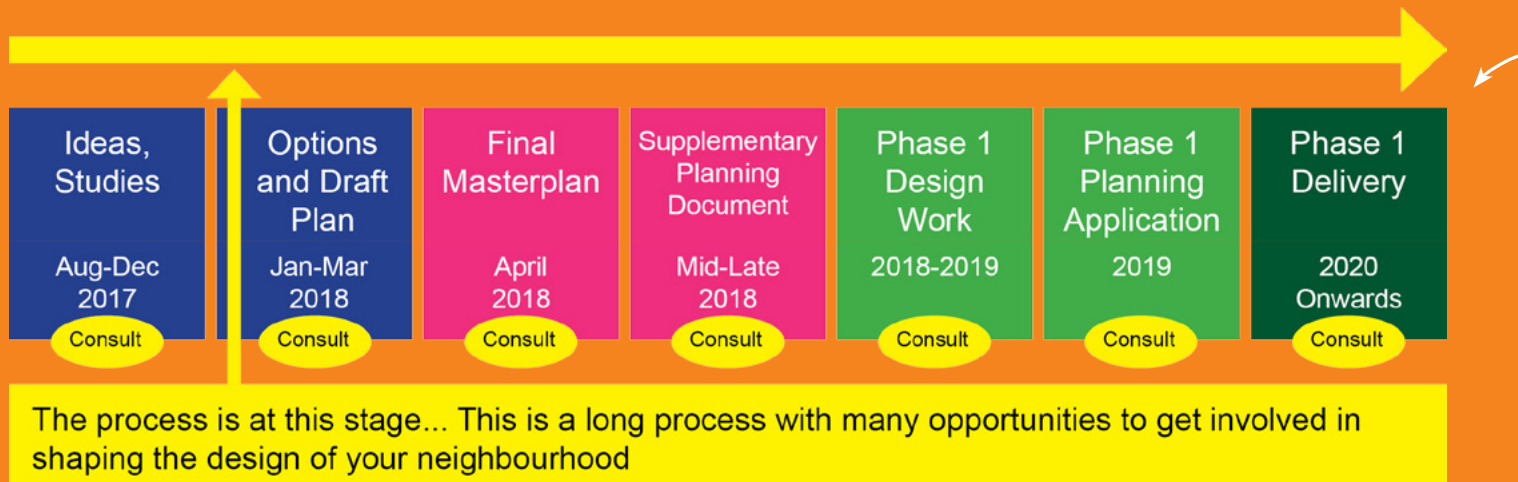 Ideas,
Studies
Aug-Dec
2017
Consult
Options
and Draft
Plan
Jan-Mar
2018
Consult
Final
Masterplan
April
2018
Consult
Supplementary
Planning
Document
Mid-Late
2018
Consult
Phase 1
Design
Work
2018-2019
Consult
Phase 1
Planning
Application
2019
Consult
Phase 1
Delivery
2020
Onwards
Consult
The process is at this stage... This is a long process with many opportunities to get involved in
shaping the design of your neighbourhood